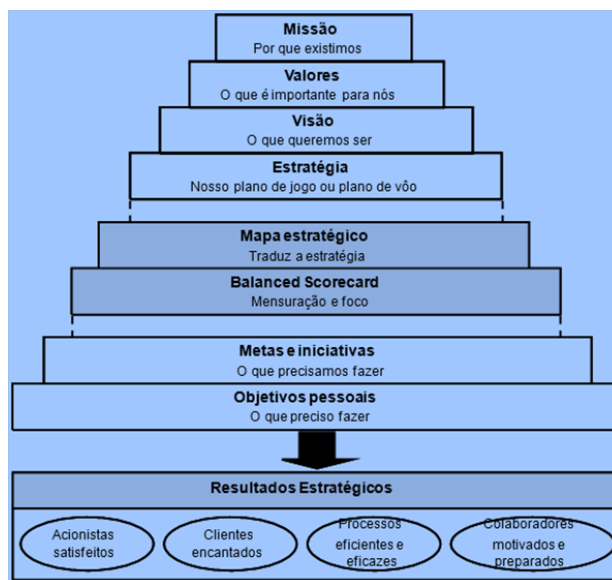 Missão
Por que existimos
Valores
O que é importante para nós
Visão
O que queremos ser
Estratégia
Nosso plano de jogo ou plano de vôo
Mapa estratégico
Traduz a estratégia
Balanced Scorecard
Mensuração e foco
Metas e iniciativas
O que precisamos fazer
Objetivos pessoais
O que preciso fazer
Resultados Estratégicos
Acionistas
satisfeitos
Clientes
encantados
Processos
eficientes e
eficazes
Colaboradores
motivados e
preparados